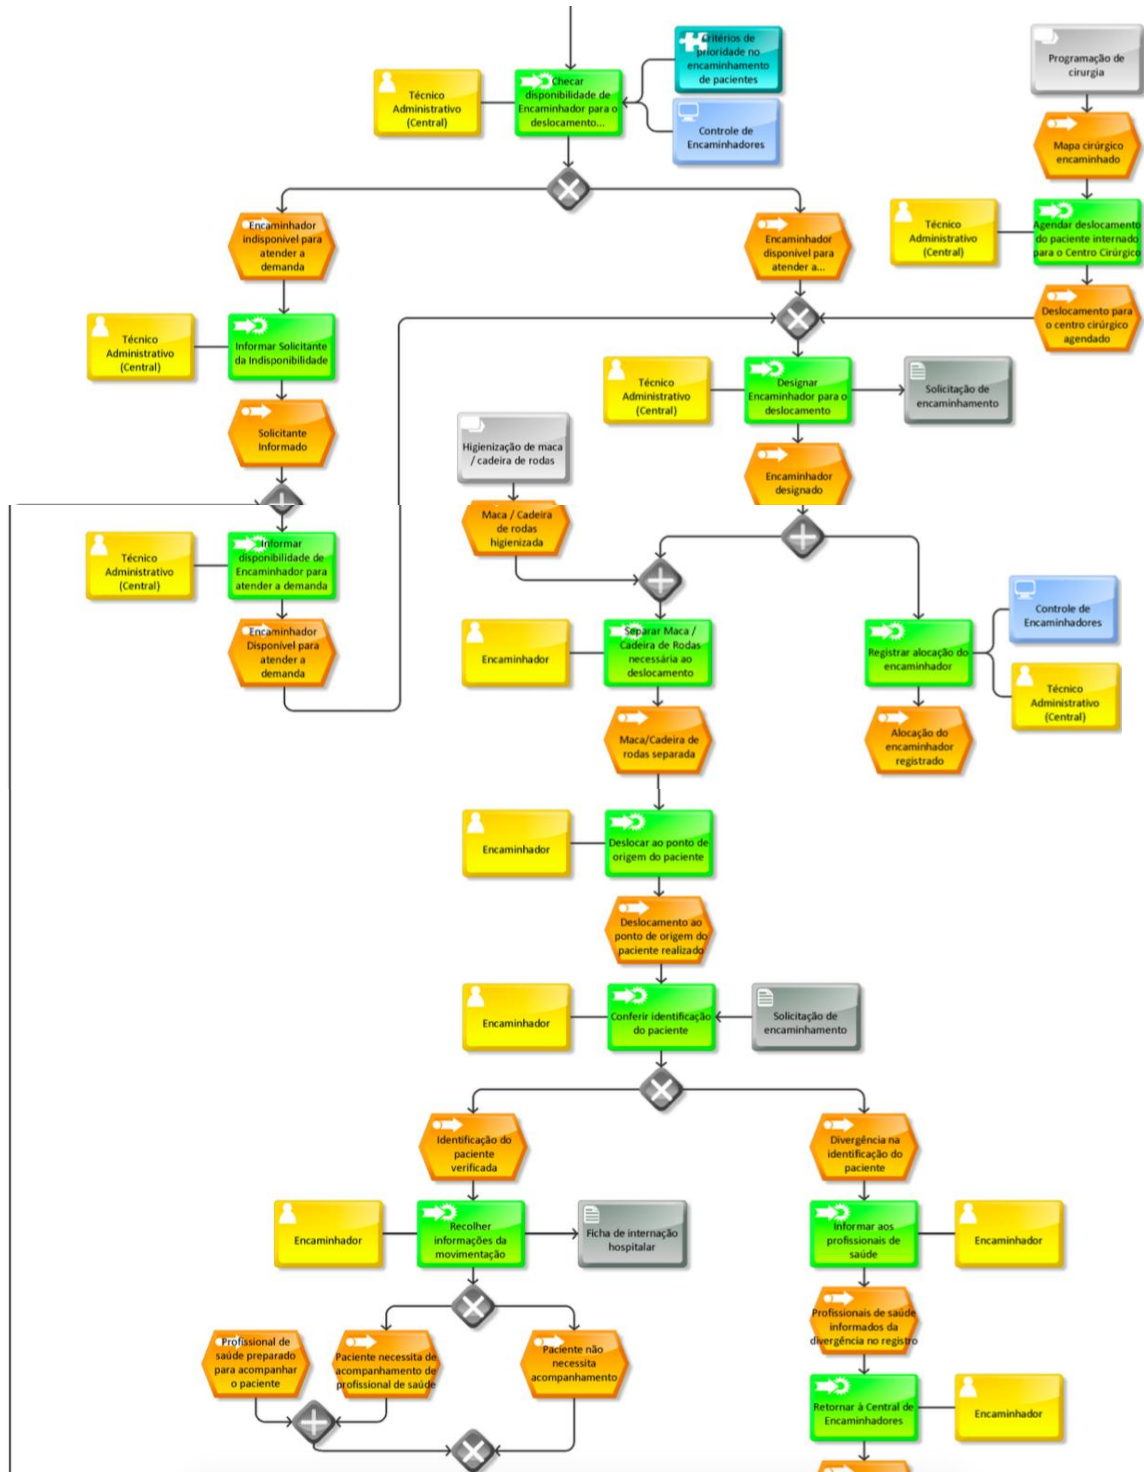 Critérios de
prioridade no
encaminhamento
de pacientes
Programação de
cirurgia
Técnico
Administrativo
(Central)
Checar
disponibilidade de
Encaminhador para o
deslocamento...
Controle de
Encaminhadores
Mapa cirúrgico
encaminhado
Encaminhador
indisponível para
atender a
demanda
Encaminhador
disponível para
atender a...
Técnico
Administrativo
(Central)
Agendar deslocamento
do paciente internado
para o Centro Cirúrgico
Técnico
Administrativo
(Central)
Informar Solicitante
da Indisponibilidade
Deslocamento para
o centro cirúrgico
agendado
Técnico
Administrativo
(Central)
Designar
Encaminhador para o
deslocamento
Solicitação de
encaminhamento
Solicitante
Informado
Higienização de maca
/ cadeira de rodas
Encaminhador
designado
Maca / Cadeira
de rodas
higienizada
Técnico
Administrativo
(Central)
Informar
disponibilidade de
Encaminhador para
atender a demanda
Controle de
Encaminhadores
Encaminhador
Disponível para
atender a
demanda
Encaminhador
Separar Maca /
Cadeira de Rodas
necessária ao
deslocamento
Registrar alocação do
encaminhador
Técnico
Administrativo
(Central)
Maca/Cadeira de
rodas separada
Alocação do
encaminhador
registrado
Encaminhador
Deslocar ao ponto de
origem do paciente
Deslocamento ao
ponto de origem do
paciente realizado
Encaminhador
Conferir identificação
do paciente
Solicitação de
encaminhamento
Identificação do
paciente
verificada
Divergência na
identificação do
paciente
Encaminhador
Recolher
informações da
movimentação
Ficha de internação
hospitalar
Informar aos
profissionais de
saúde
Encaminhador
Profissional de
saúde preparado
para acompanhar
o paciente
Paciente necessita de
acompanhamento de
profissional de saúde
Paciente não
necessita
acompanhamento
Profissionais de saúde
informados da
divergência no registro
Retornar à Central de
Encaminhadores
Encaminhador